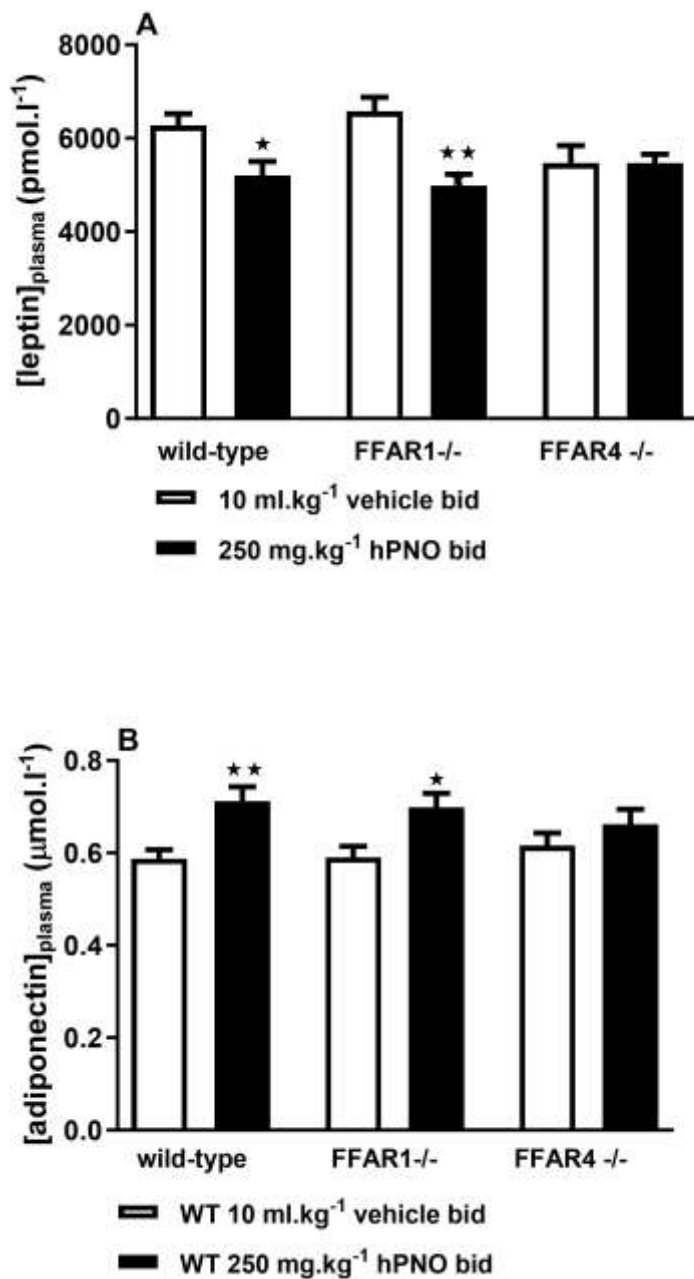 A
[leptin]plasma (pmol.l-1)
8000
6000
4000
2000
0
★
★★
wild-type FFAR1-/- FFAR4 -/-
10 ml.kg-1 vehicle bid
250 mg.kg-1 hPNO bid
B
[adiponectin]plasma (μmol.l-1)
0.8
0.6
0.4
0.2
0.0
★★
★
wild-type FFAR1-/- FFAR4 -/-
WT 10 ml.kg-1 vehicle bid
WT 250 mg.kg-1 hPNO bid